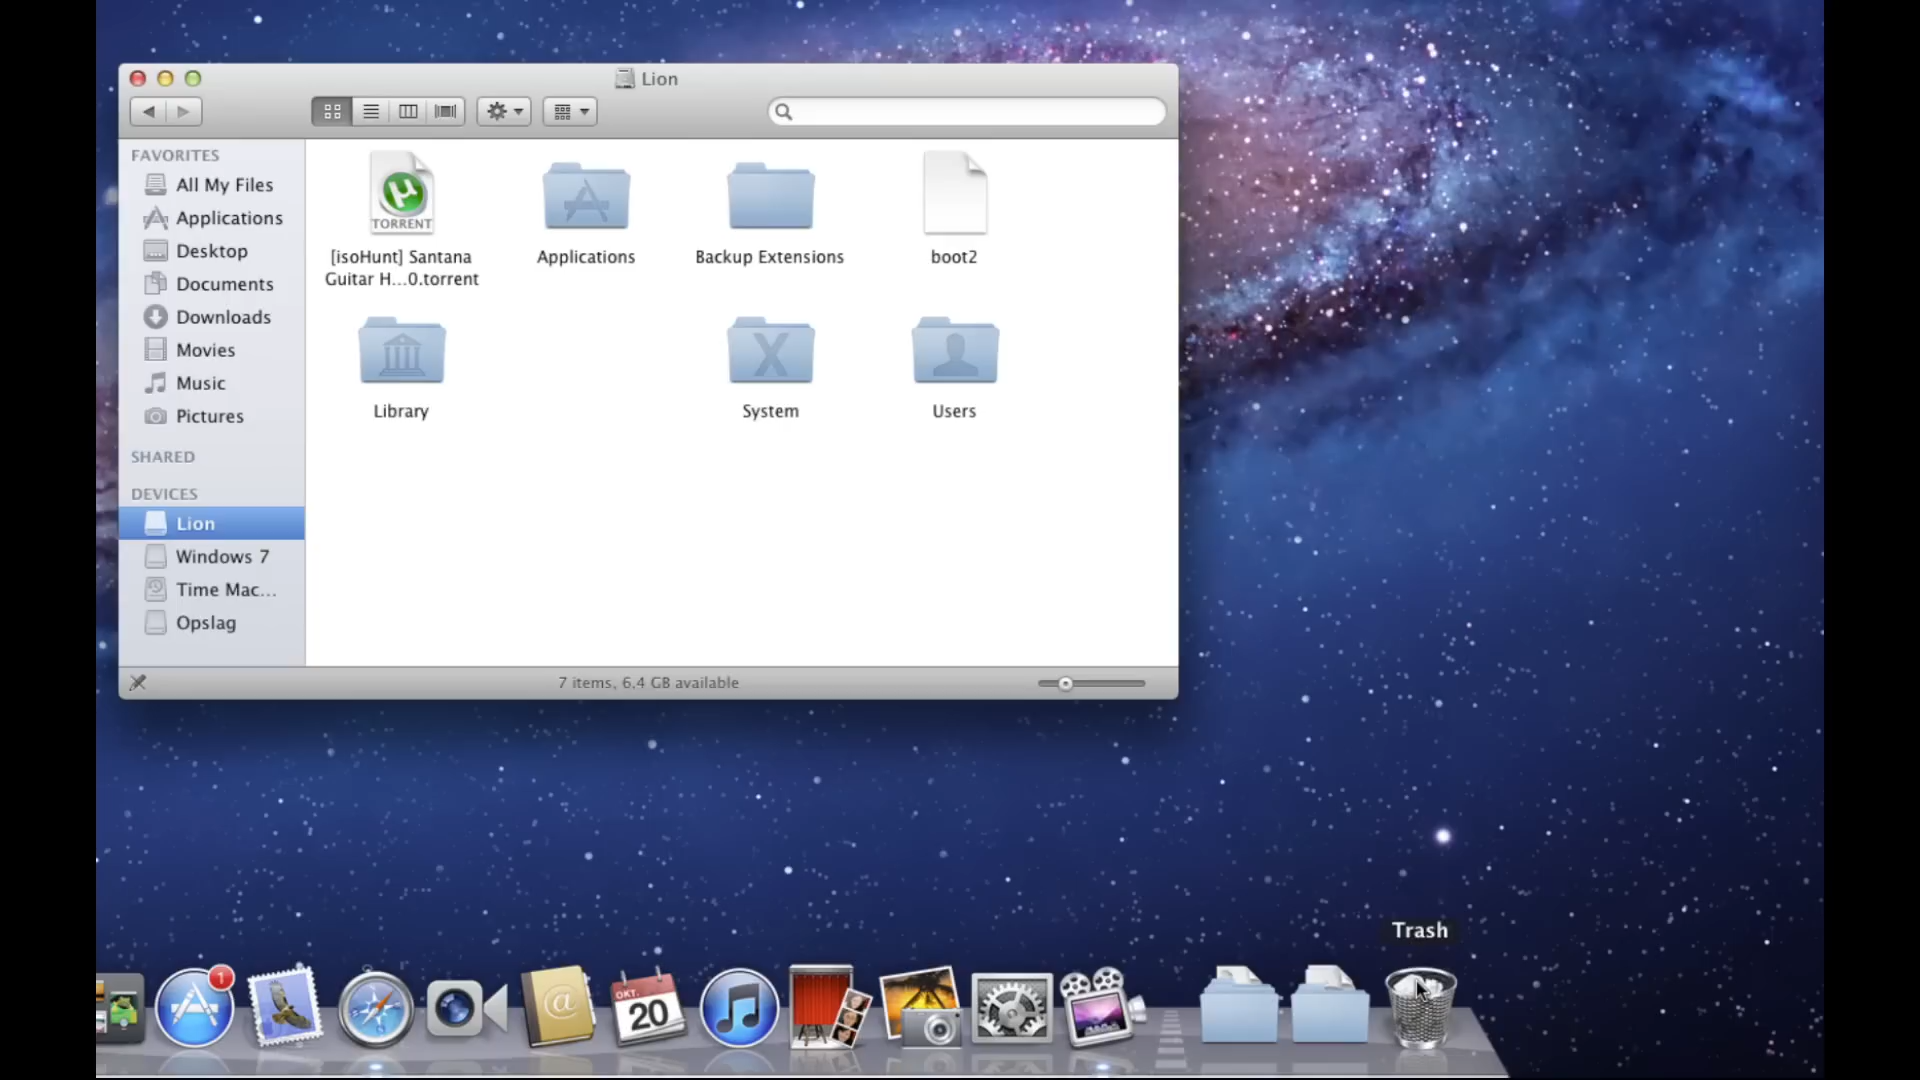 Lion
FAVORITES
All My Files
Applications
Desktop
Documents
Downloads
Movies
Music
Pictures
SHARED
DEVICES
Lion
Windows 7
Time Mac...
Opslag
TORRENT
[isoHunt] Santana
Guitar H...0.torrent
Applications
Backup Extensions
boot2
Library
System
Users
7 items, 6,4 GB available
Trash
1
@
OKT.
20